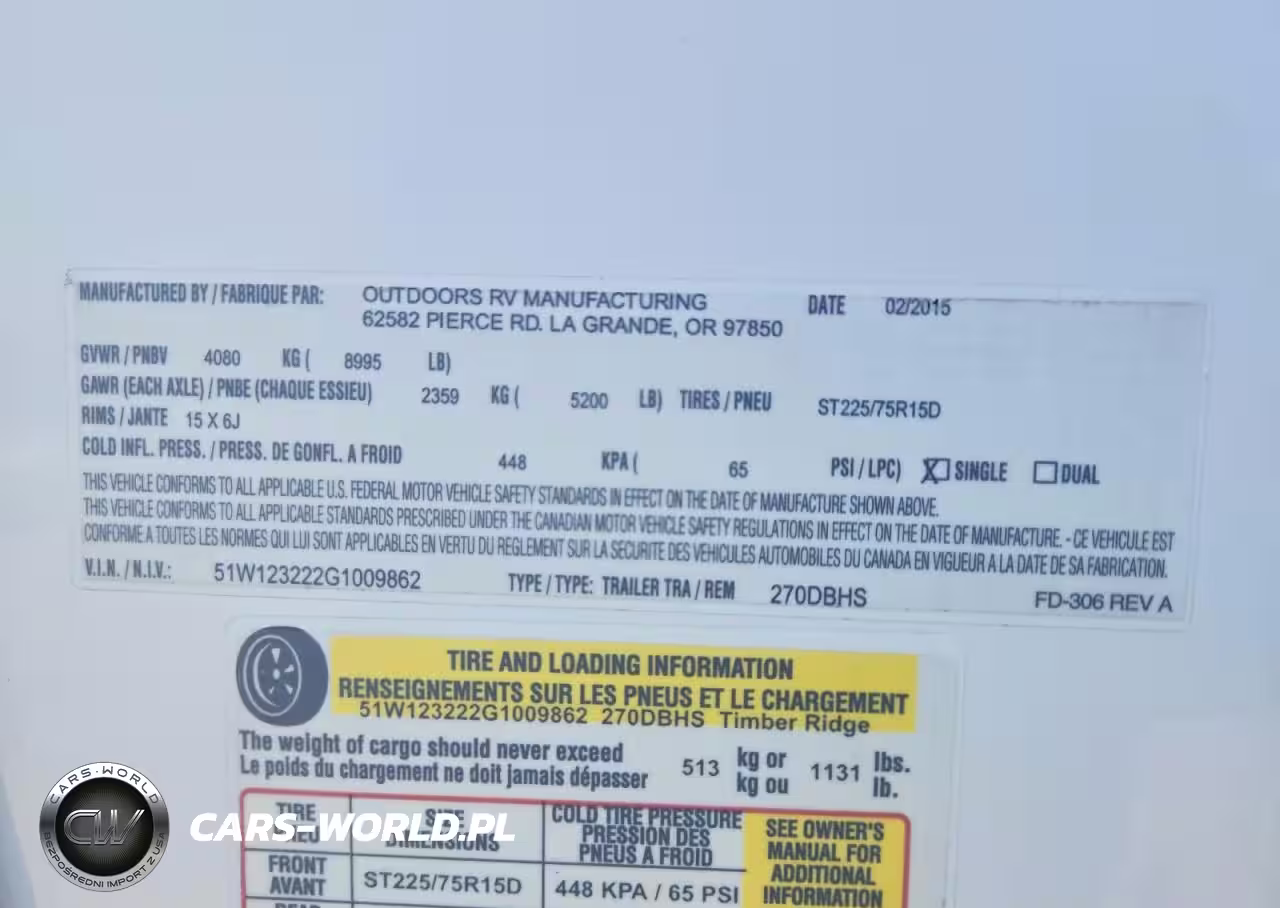 MANUFACTURED BY / FABRIQUE PAR: OUTDOORS RV MANUFACTURING DATE 02/2015
62582 PIERCE RD. LA GRANDE, OR 97850
GVWR / PNBV 4080 KG ( 8995 LB)
GAWR (EACH AXLE) / PNBE (CHAQUE ESSIEU) 2359 KG ( 5200 LB) TIRES / PNEU ST225/75R15D
RIMS / JANTE 15 X 6J
COLD INFL. PRESS. / PRESS. DE GONFL. A FROID 448 KPA ( 65 PSI / LPC) X SINGLE DUAL
THIS VEHICLE CONFORMS TO ALL APPLICABLE U.S. FEDERAL MOTOR VEHICLE SAFETY STANDARDS IN EFFECT ON THE DATE OF MANUFACTURE SHOWN ABOVE.
THIS VEHICLE CONFORMS TO ALL APPLICABLE STANDARDS PRESCRIBED UNDER THE CANADIAN MOTOR VEHICLE SAFETY REGULATIONS IN EFFECT ON THE DATE OF MANUFACTURE. - CE VEHICULE EST
CONFORME A TOUTES LES NORMES QUI LUI SONT APPLICABLES EN VERTU DU REGLEMENT SUR LA SECURITE DES VEHICULES AUTOMOBILES DU CANADA EN VIGUEUR A LA DATE DE SA FABRICATION.
V.I.N. / N.I.V.: 51W123222G1009862 TYPE / TYPE: TRAILER TRA / REM 270DBHS FD-306 REV A
TIRE AND LOADING INFORMATION
RENSEIGNEMENTS SUR LES PNEUS ET LE CHARGEMENT
51W123222G1009862 270DBHS Timber Ridge
The weight of cargo should never exceed 513 kg or 1131 lbs.
Le poids du chargement ne doit jamais dépasser kg ou lb.
TIRE SIZE COLD TIRE PRESSURE
PNEU DIMENSIONS PRESSION DES
PNEUS A FROID
SEE OWNER'S
MANUAL FOR
ADDITIONAL
INFORMATION
FRONT
AVANT ST225/75R15D 448 KPA / 65 PSI
CARS-WORLD
CW
BEZPOŚREDNI IMPORT Z USA
CARS-WORLD.PL